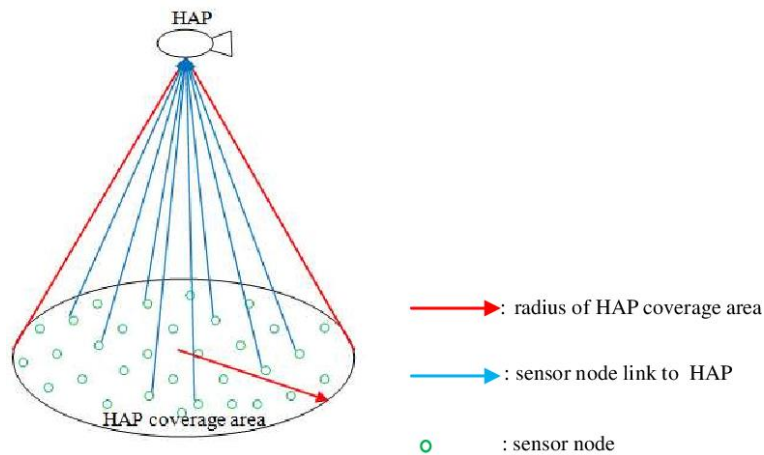 HAP
: radius of HAP coverage area
: sensor node link to HAP
HAP coverage area
: sensor node